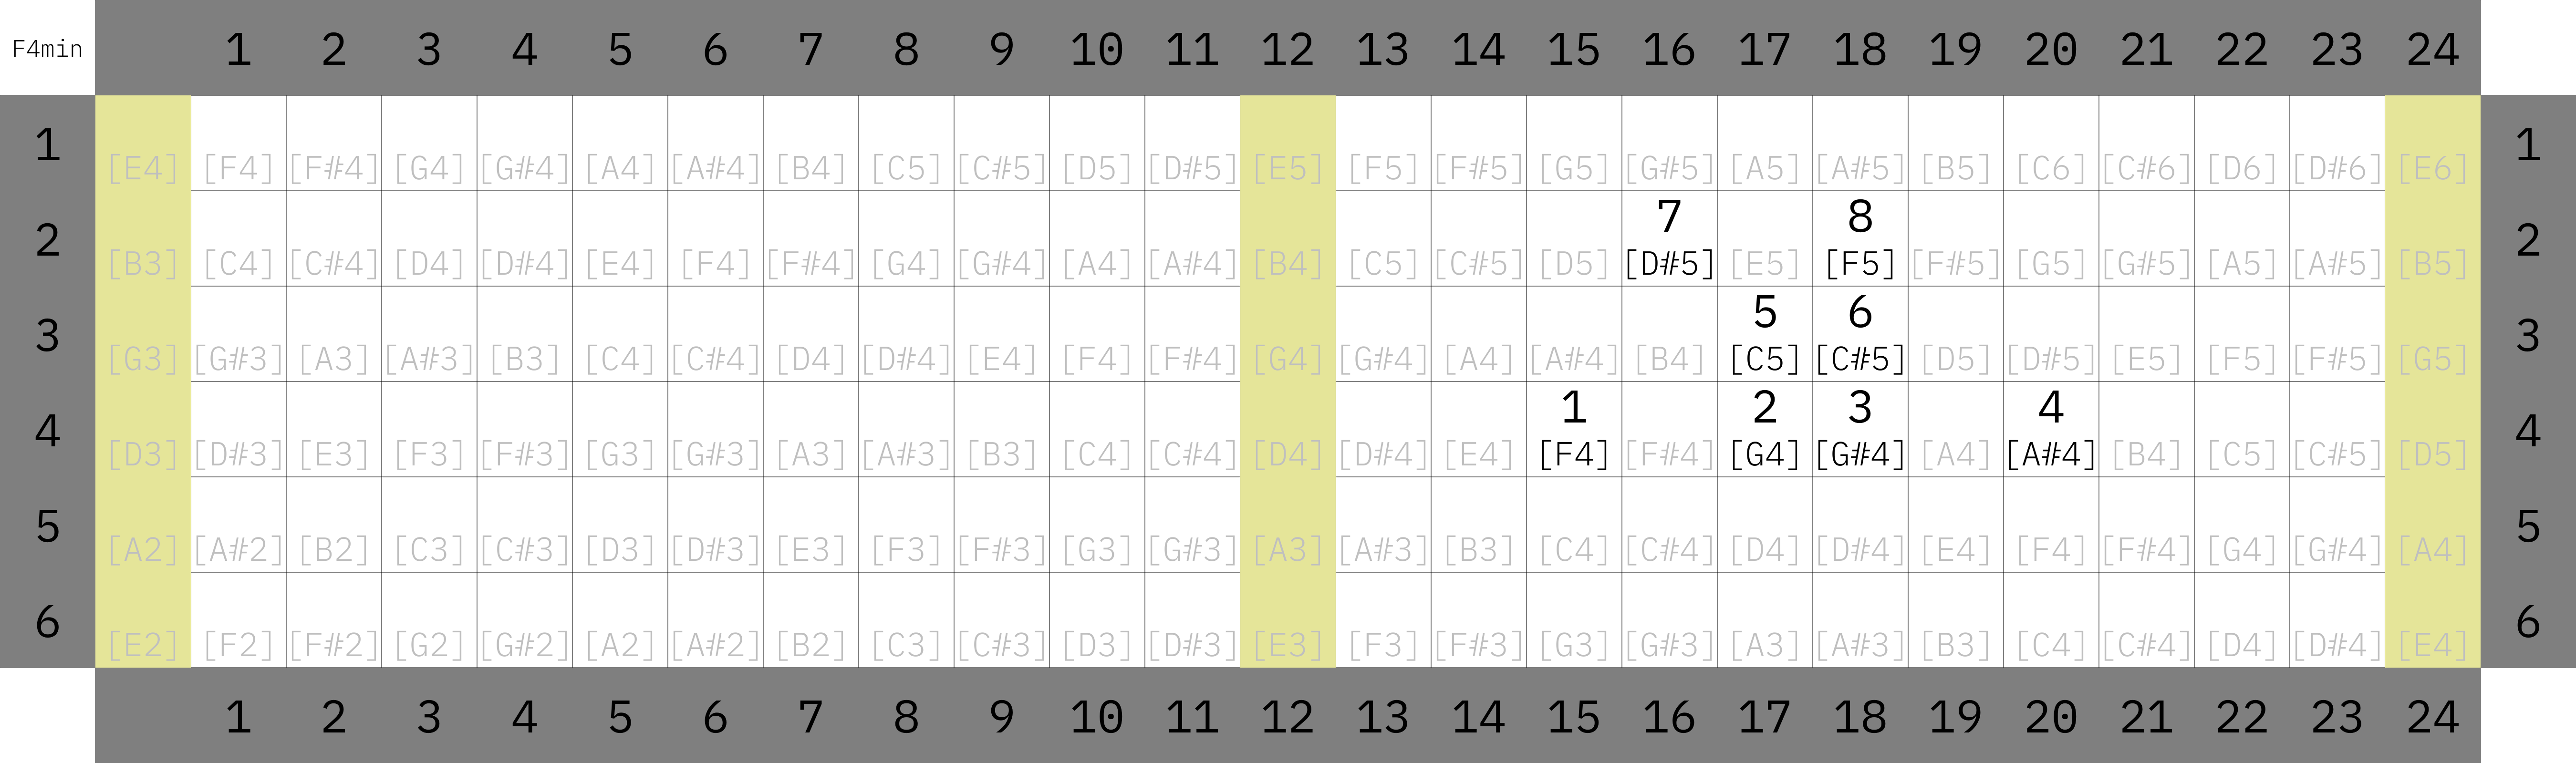 F4min 1 2 3 4 5 6 7 8 9 10 11 12 13 14 15 16 17 18 19 20 21 22 23 24
1 [E4] [F4] [F#4] [G4] [G#4] [A4] [A#4] [B4] [C5] [C#5] [D5] [D#5] [E5] [F5] [F#5] [G5] [G#5] [A5] [A#5] [B5] [C6] [C#6] [D6] [D#6] [E6] 1
7 8
2 [B3] [C4] [C#4] [D4] [D#4] [E4] [F4] [F#4] [G4] [G#4] [A4] [A#4] [B4] [C5] [C#5] [D5] [D#5] [E5] [F5] [F#5] [G5] [G#5] [A5] [A#5] [B5] 2
5 6
3 [G3] [G#3] [A3] [A#3] [B3] [C4] [C#4] [D4] [D#4] [E4] [F4] [F#4] [G4] [G#4] [A4] [A#4] [B4] [C5] [C#5] [D5] [D#5] [E5] [F5] [F#5] [G5] 3
1 2 3 4
4 [D3] [D#3] [E3] [F3] [F#3] [G3] [G#3] [A3] [A#3] [B3] [C4] [C#4] [D4] [D#4] [E4] [F4] [F#4] [G4] [G#4] [A4] [A#4] [B4] [C5] [C#5] [D5] 4
5 [A2] [A#2] [B2] [C3] [C#3] [D3] [D#3] [E3] [F3] [F#3] [G3] [G#3] [A3] [A#3] [B3] [C4] [C#4] [D4] [D#4] [E4] [F4] [F#4] [G4] [G#4] [A4] 5
6 [E2] [F2] [F#2] [G2] [G#2] [A2] [A#2] [B2] [C3] [C#3] [D3] [D#3] [E3] [F3] [F#3] [G3] [G#3] [A3] [A#3] [B3] [C4] [C#4] [D4] [D#4] [E4] 6
1 2 3 4 5 6 7 8 9 10 11 12 13 14 15 16 17 18 19 20 21 22 23 24